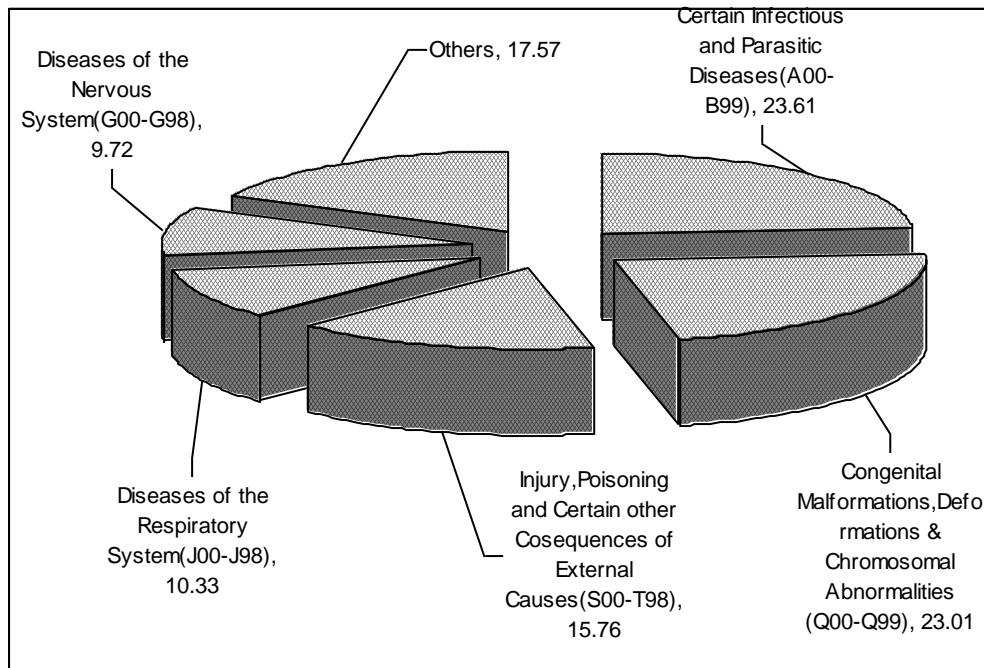 Certain Infectious
and Parasitic
Diseases(A00-
B99), 23.61
Others, 17.57
Diseases of the
Nervous
System(G00-G98),
9.72
Diseases of the
Respiratory
System(J00-J98),
10.33
Injury,Poisoning
and Certain other
Cosequences of
External
Causes(S00-T98),
15.76
Congenital
Malformations,Defo
rmations &
Chromosomal
Abnormalities
(Q00-Q99), 23.01